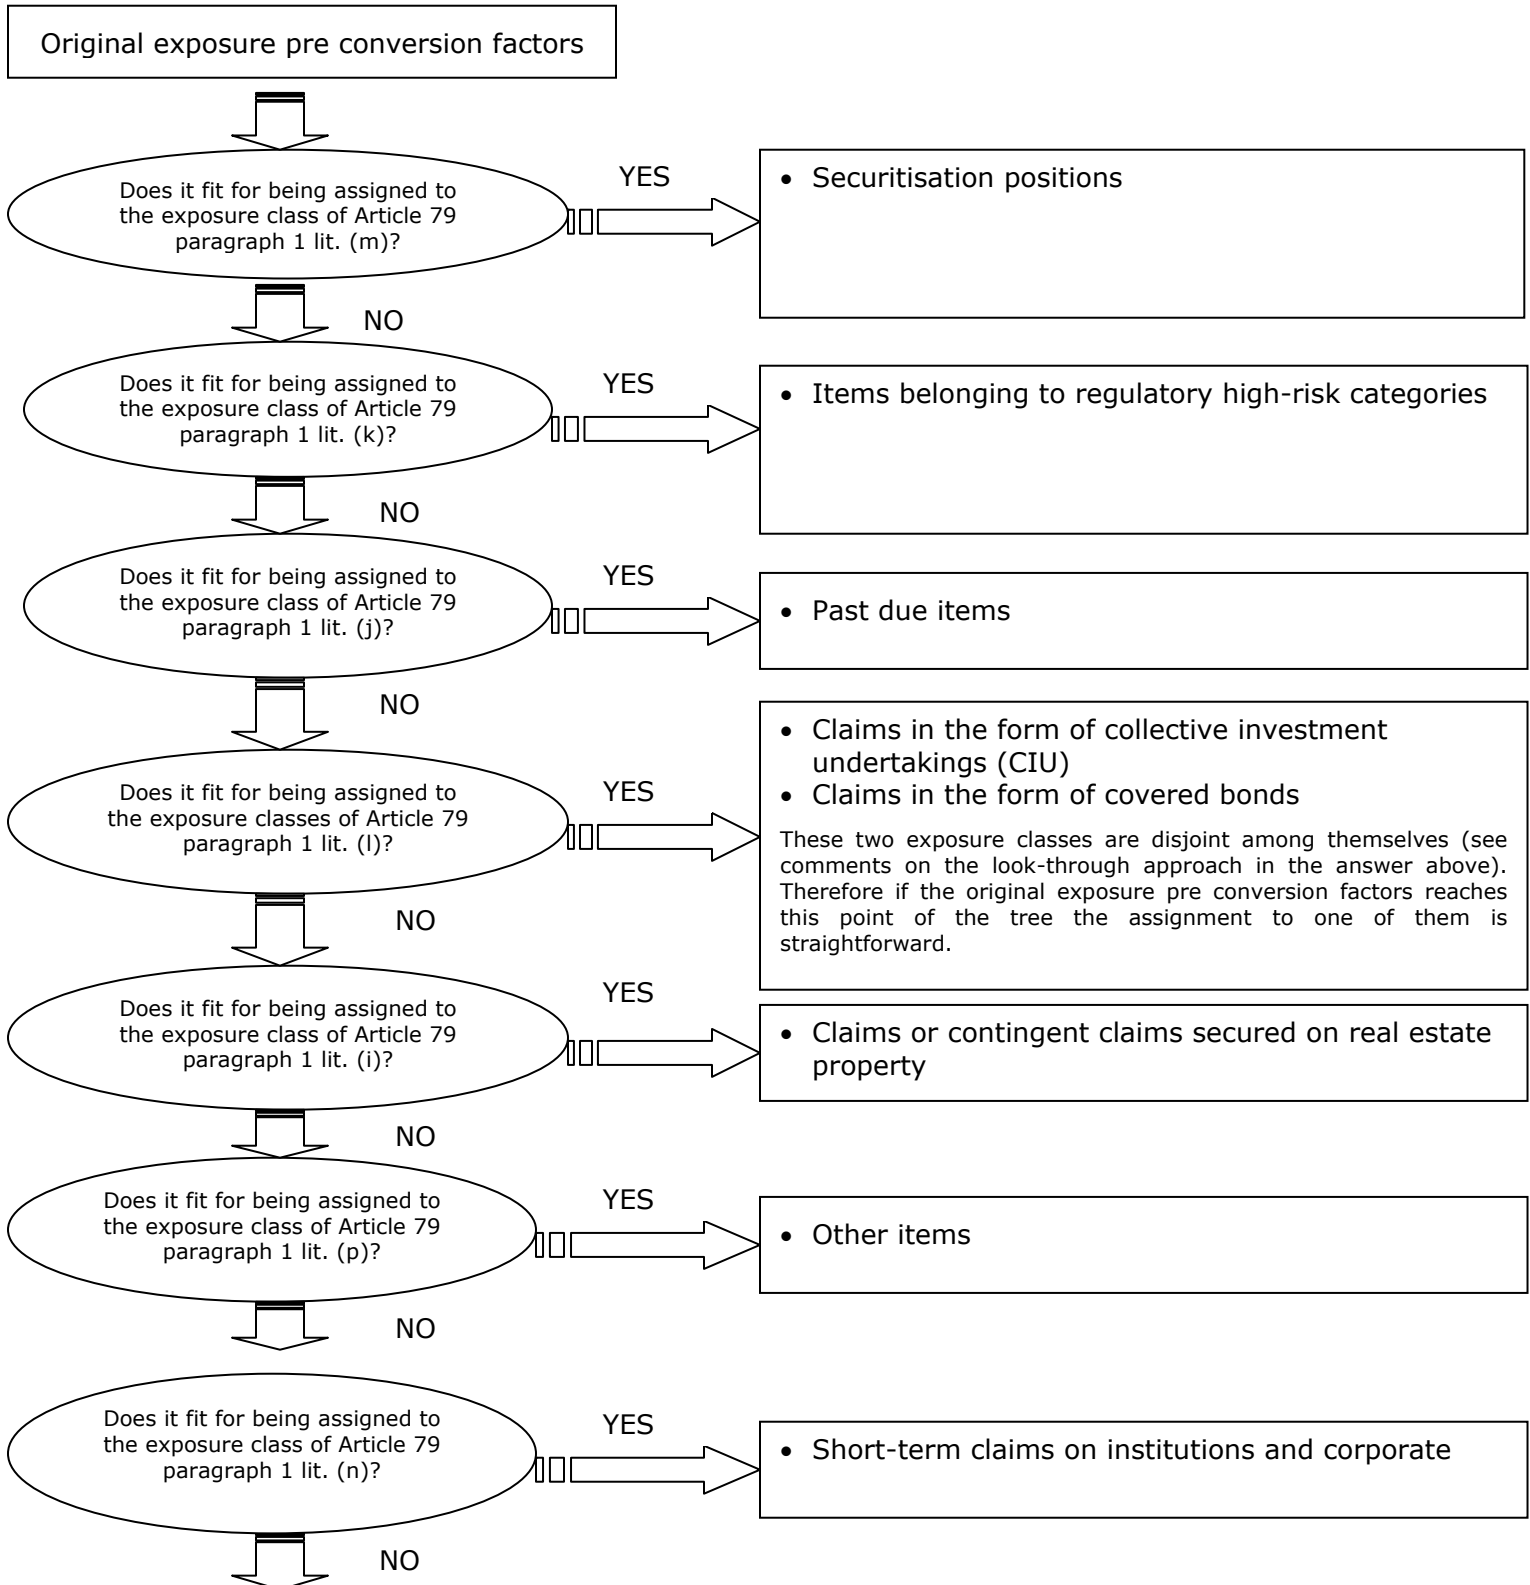 Original exposure pre conversion factors
Does it fit for being assigned to
the exposure class of Article 79
paragraph 1 lit. (m)?
YES
• Securitisation positions
NO
Does it fit for being assigned to
the exposure class of Article 79
paragraph 1 lit. (k)?
YES
• Items belonging to regulatory high-risk categories
NO
Does it fit for being assigned to
the exposure class of Article 79
paragraph 1 lit. (j)?
YES
• Past due items
NO
Does it fit for being assigned to
the exposure classes of Article 79
paragraph 1 lit. (l)?
YES
• Claims in the form of collective investment
undertakings (CIU)
• Claims in the form of covered bonds
These two exposure classes are disjoint among themselves (see
comments on the look-through approach in the answer above).
Therefore if the original exposure pre conversion factors reaches
this point of the tree the assignment to one of them is
straightforward.
NO
Does it fit for being assigned to
the exposure class of Article 79
paragraph 1 lit. (i)?
YES
• Claims or contingent claims secured on real estate
property
NO
Does it fit for being assigned to
the exposure class of Article 79
paragraph 1 lit. (p)?
YES
• Other items
NO
Does it fit for being assigned to
the exposure class of Article 79
paragraph 1 lit. (n)?
YES
• Short-term claims on institutions and corporate
NO